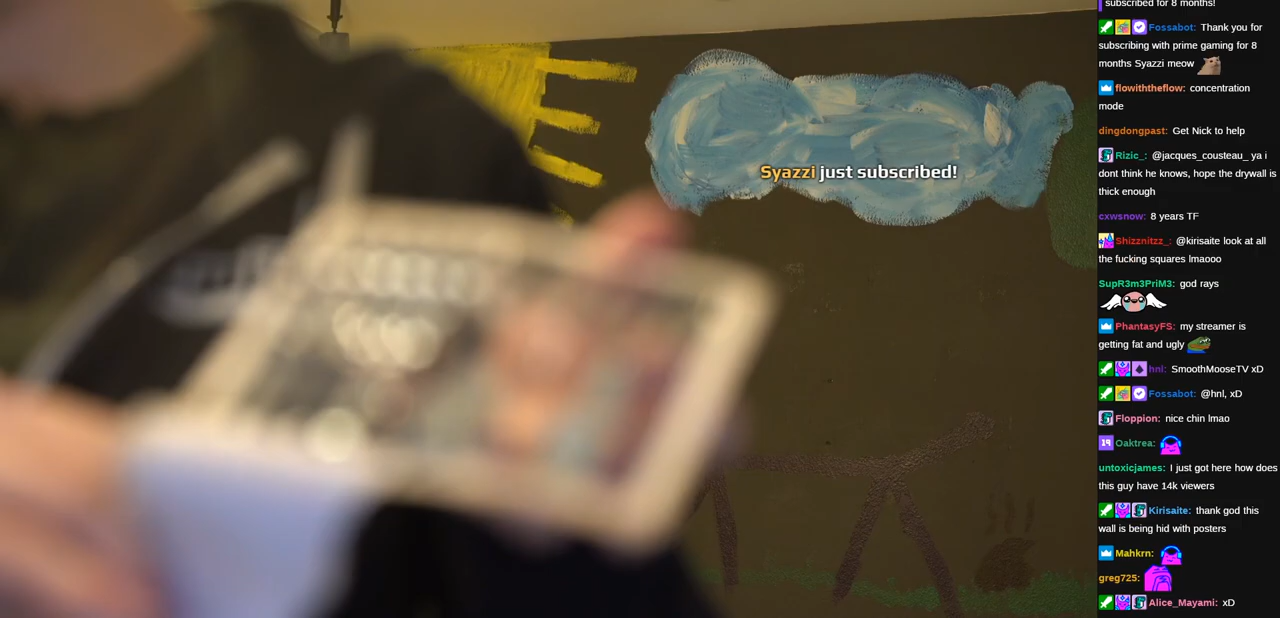 Syazzi just subscribed!
subscribed for 8 months!
Fossabot: Thank you for
subscribing with prime gaming for 8
months Syazzi meow
flowiththeflow: concentration
mode
dingdongpast: Get Nick to help
Rizic_: @jacques_cousteau_ ya i
dont think he knows, hope the drywall is
thick enough
cxwsnow: 8 years TF
Shizznitzz_: @kirisaite look at all
the fucking squares lmaooo
SupR3m3PriM3: god rays
PhantasyFS: my streamer is
getting fat and ugly
hnl: SmoothMooseTV xD
Fossabot: @hnl, xD
Floppion: nice chin lmao
19 Oaktrea:
untoxicjames: I just got here how does
this guy have 14k viewers
Kirisaite: thank god this
wall is being hid with posters
Mahkrn:
greg725:
Alice_Mayami: xD